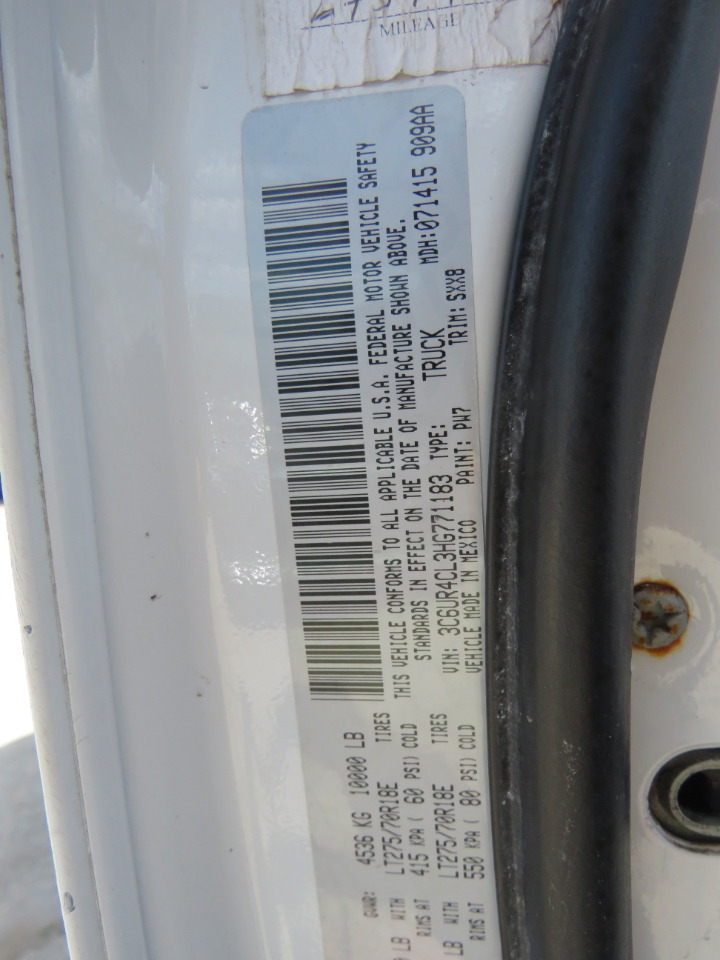 MILEAGE
GVWR: 4536 KG 10000 LB
LB WITH LT275/70R18E TIRES
RIMS AT 415 KPA ( 60 PSI) COLD
LB WITH LT275/70R18E TIRES
RIMS AT 550 KPA ( 80 PSI) COLD
THIS VEHICLE CONFORMS TO ALL APPLICABLE U.S.A. FEDERAL MOTOR VEHICLE SAFETY
STANDARDS IN EFFECT ON THE DATE OF MANUFACTURE SHOWN ABOVE.
VIN: 3C6UR4CL3HG771183 TYPE: TRUCK MDH:071415 909AA
VEHICLE MADE IN MEXICO PAINT: PW7 TRIM: SXX8